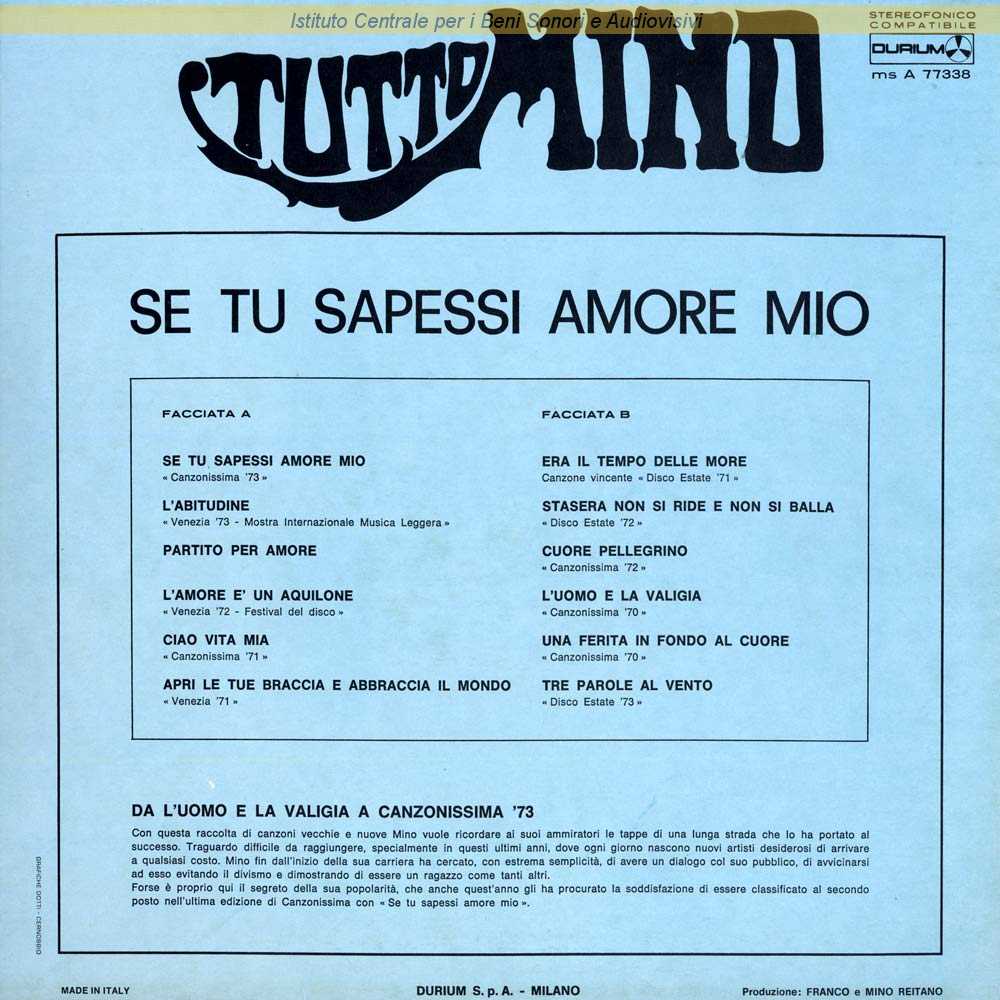 Istituto Centrale per i Beni Sonori e Audiovisivi
STEREOFONICO
COMPATIBILE
DURIUM
ms A 77338
TUTTO MINO
SE TU SAPESSI AMORE MIO
FACCIATA A
SE TU SAPESSI AMORE MIO
« Canzonissima '73 »
L'ABITUDINE
« Venezia '73 - Mostra Internazionale Musica Leggera »
PARTITO PER AMORE
L'AMORE E' UN AQUILONE
« Venezia '72 - Festival del disco »
CIAO VITA MIA
« Canzonissima '71 »
APRI LE TUE BRACCIA E ABBRACCIA IL MONDO
« Venezia '71 »
FACCIATA B
ERA IL TEMPO DELLE MORE
Canzone vincente « Disco Estate '71 »
STASERA NON SI RIDE E NON SI BALLA
« Disco Estate '72 »
CUORE PELLEGRINO
« Canzonissima '72 »
L'UOMO E LA VALIGIA
« Canzonissima '70 »
UNA FERITA IN FONDO AL CUORE
« Canzonissima '70 »
TRE PAROLE AL VENTO
« Disco Estate '73 »
DA L'UOMO E LA VALIGIA A CANZONISSIMA '73
Con questa raccolta di canzoni vecchie e nuove Mino vuole ricordare ai suoi ammiratori le tappe di una lunga strada che lo ha portato al
successo. Traguardo difficile da raggiungere, specialmente in questi ultimi anni, dove ogni giorno nascono nuovi artisti desiderosi di arrivare
a qualsiasi costo. Mino fin dall'inizio della sua carriera ha cercato, con estrema semplicità, di avere un dialogo col suo pubblico, di avvicinarsi
ad esso evitando il divismo e dimostrando di essere un ragazzo come tanti altri.
Forse è proprio qui il segreto della sua popolarità, che anche quest'anno gli ha procurato la soddisfazione di essere classificato al secondo
posto nell'ultima edizione di Canzonissima con « Se tu sapessi amore mio ».
GRAFICHE DOTTI - CERNOBBIO
MADE IN ITALY
DURIUM S.p.A. - MILANO
Produzione: FRANCO e MINO REITANO